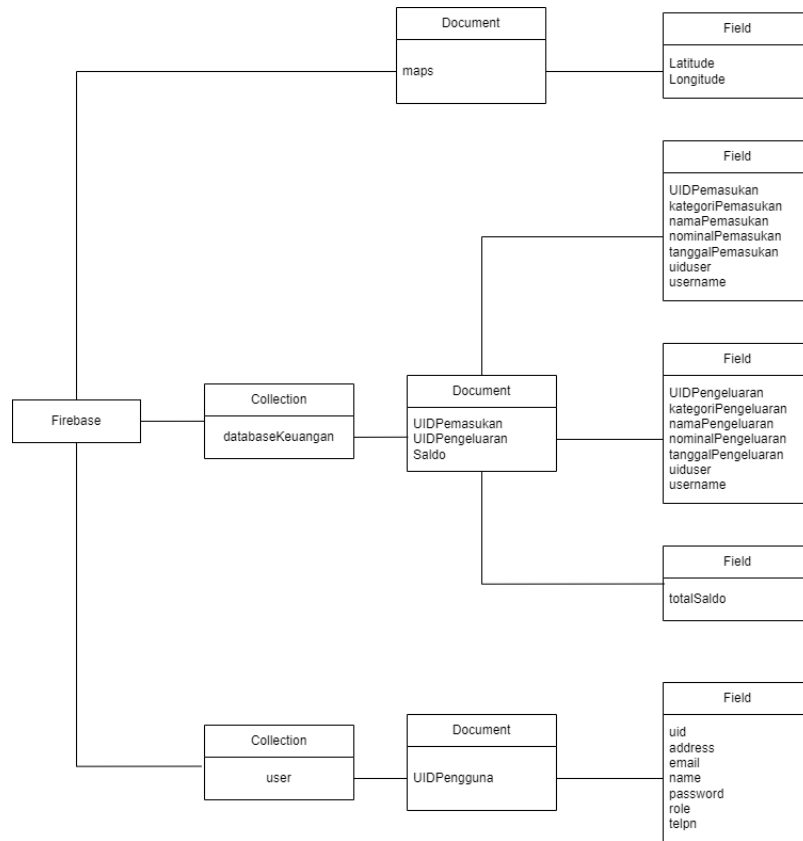 Document
maps
Field
Latitude
Longitude
Field
UIDPemasukan
kategoriPemasukan
namaPemasukan
nominalPemasukan
tanggalPemasukan
uiduser
username
Firebase
Collection
databaseKeuangan
Document
UIDPemasukan
UIDPengeluaran
Saldo
Field
UIDPengeluaran
kategoriPengeluaran
namaPengeluaran
nominalPengeluaran
tanggalPengeluaran
uiduser
username
Field
totalSaldo
Collection
user
Document
UIDPengguna
Field
uid
address
email
name
password
role
telpn